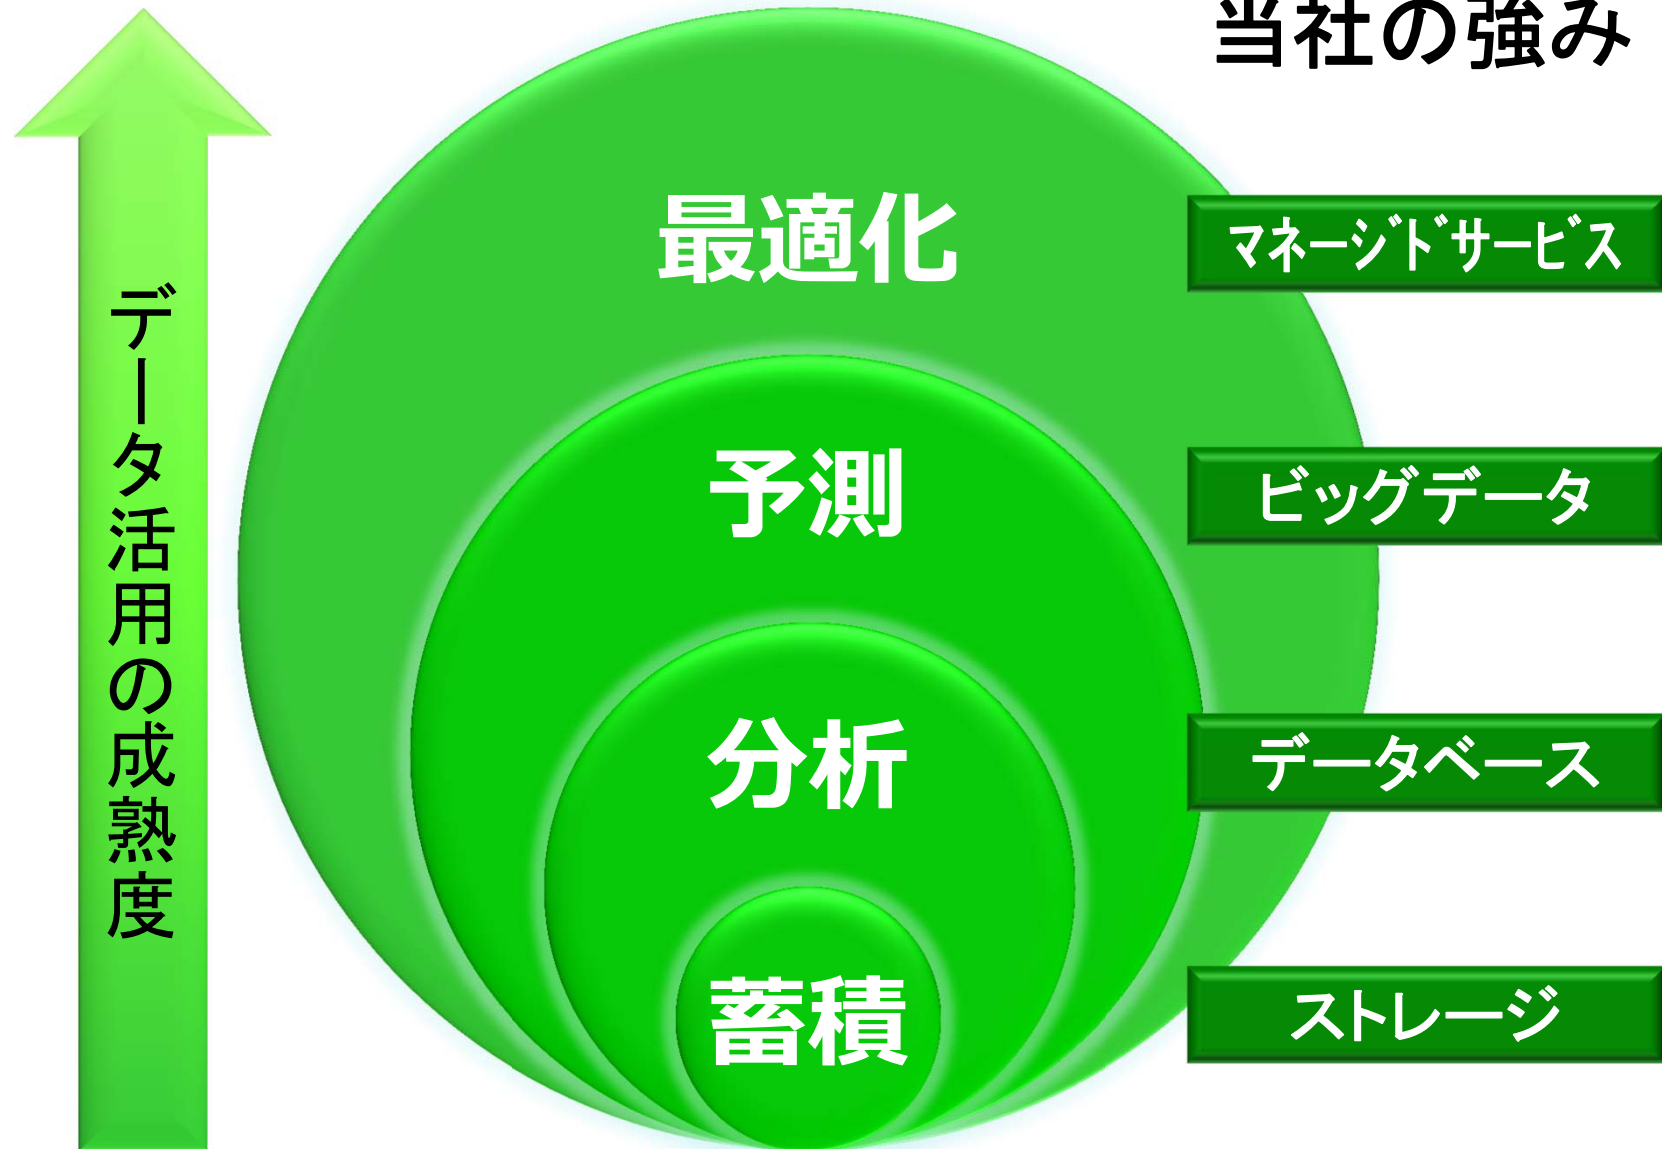 当社の強み
データ活用の成熟度
最適化
マネージドサービス
予測
ビッグデータ
分析
データベース
蓄積
ストレージ